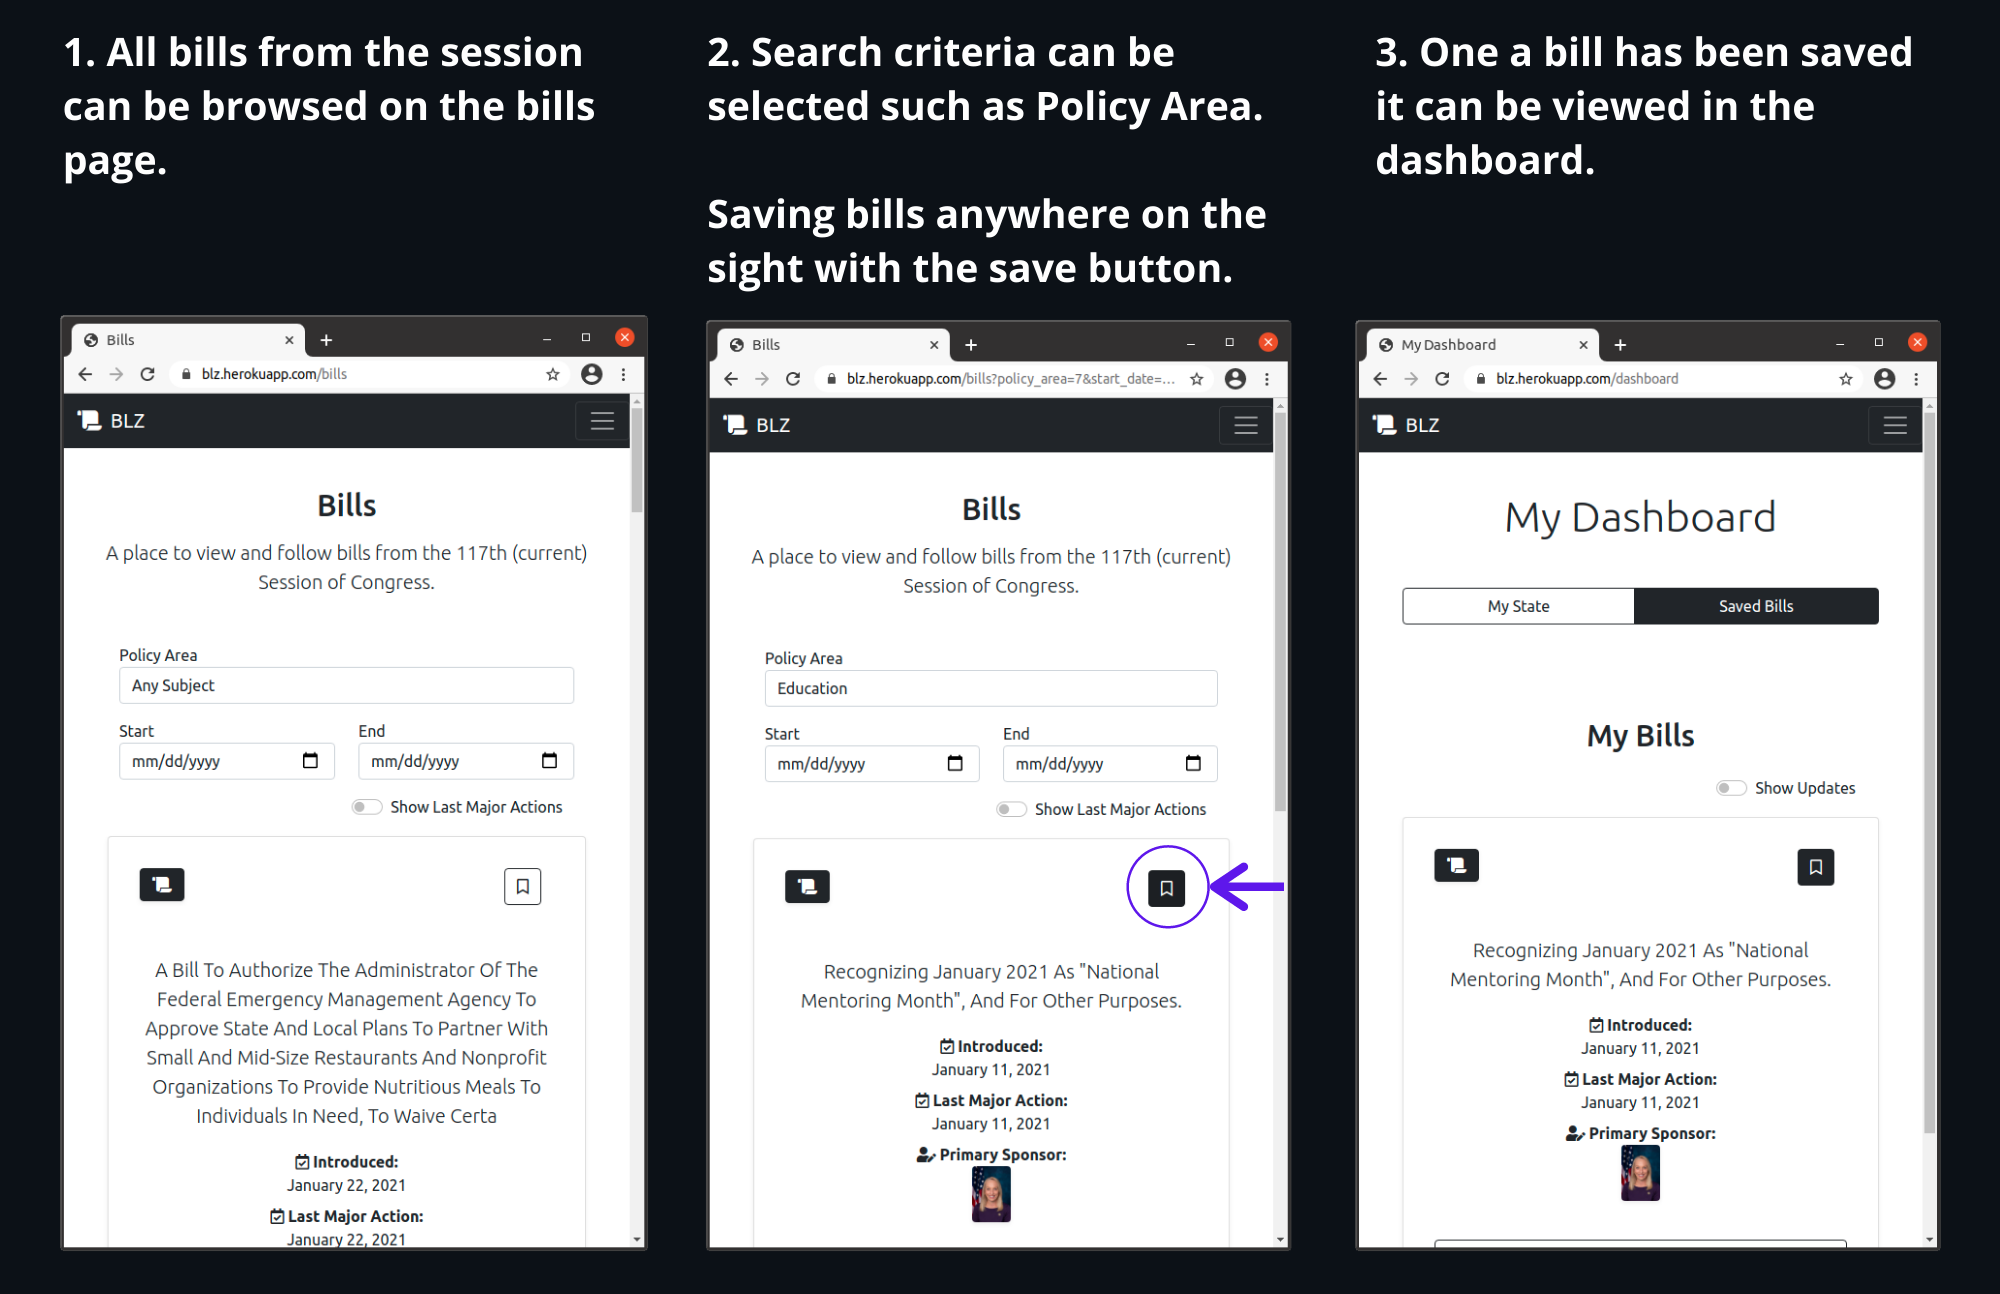 1. All bills from the session
can be browsed on the bills
page.
2. Search criteria can be
selected such as Policy Area.
Saving bills anywhere on the
sight with the save button.
3. One a bill has been saved
it can be viewed in the
dashboard.
Bills
blz.herokuapp.com/bills
BLZ
Bills
A place to view and follow bills from the 117th (current)
Session of Congress.
Policy Area
Any Subject
Start End
mm/dd/yyyy mm/dd/yyyy
Show Last Major Actions
A Bill To Authorize The Administrator Of The
Federal Emergency Management Agency To
Approve State And Local Plans To Partner With
Small And Mid-Size Restaurants And Nonprofit
Organizations To Provide Nutritious Meals To
Individuals In Need, To Waive Certa
Introduced:
January 22, 2021
Last Major Action:
January 22, 2021
Bills
blz.herokuapp.com/bills?policy_area=7&start_date=...
BLZ
Bills
A place to view and follow bills from the 117th (current)
Session of Congress.
Policy Area
Education
Start End
mm/dd/yyyy mm/dd/yyyy
Show Last Major Actions
Recognizing January 2021 As "National
Mentoring Month", And For Other Purposes.
Introduced:
January 11, 2021
Last Major Action:
January 11, 2021
Primary Sponsor:
My Dashboard
blz.herokuapp.com/dashboard
BLZ
My Dashboard
My State Saved Bills
My Bills
Show Updates
Recognizing January 2021 As "National
Mentoring Month", And For Other Purposes.
Introduced:
January 11, 2021
Last Major Action:
January 11, 2021
Primary Sponsor: